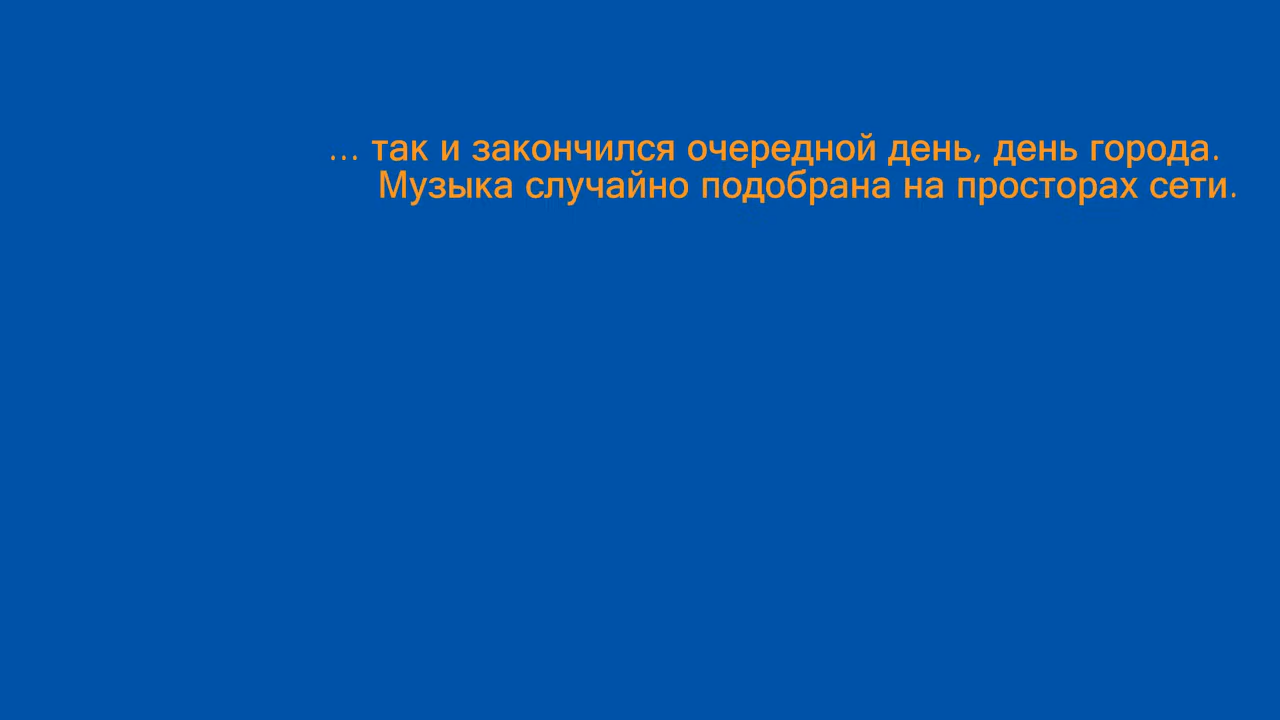 ... так и закончился очередной день, день города.
Музыка случайно подобрана на просторах сети.